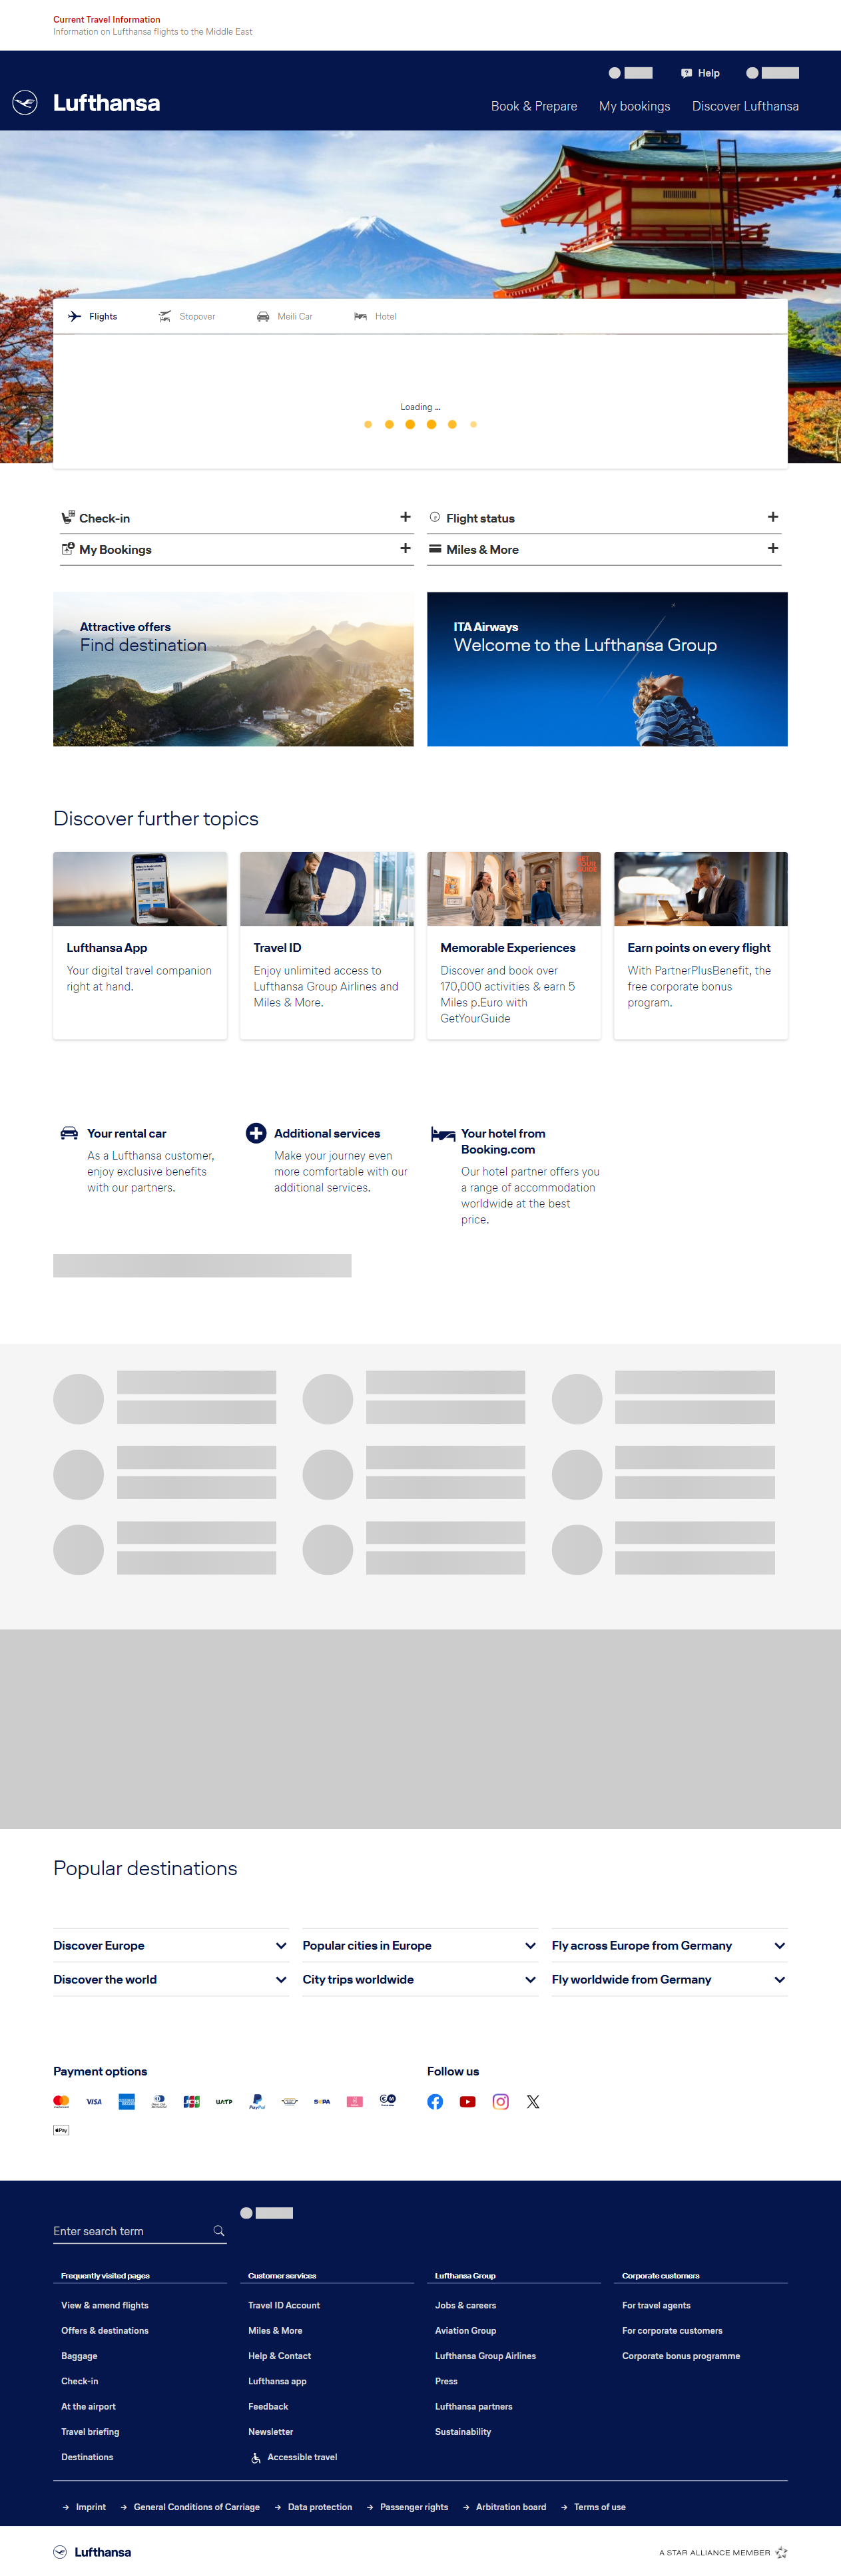 Current Travel Information
Information on Lufthansa flights to the Middle East
Help
Lufthansa
Book & Prepare
My bookings
Discover Lufthansa
Flights
Stopover
Meili Car
Hotel
Loading ...
Check-in
Flight status
My Bookings
Miles & More
Attractive offers
Find destination
ITA Airways
Welcome to the Lufthansa Group
Discover further topics
Lufthansa App
Your digital travel companion
right at hand.
Travel ID
Enjoy unlimited access to
Lufthansa Group Airlines and
Miles & More.
Memorable Experiences
Discover and book over
170,000 activities & earn 5
Miles p.Euro with
GetYourGuide
Earn points on every flight
With PartnerPlusBenefit, the
free corporate bonus
program.
Your rental car
As a Lufthansa customer,
enjoy exclusive benefits
with our partners.
Additional services
Make your journey even
more comfortable with our
additional services.
Your hotel from
Booking.com
Our hotel partner offers you
a range of accommodation
worldwide at the best
price.
Popular destinations
Discover Europe
Popular cities in Europe
Fly across Europe from Germany
Discover the world
City trips worldwide
Fly worldwide from Germany
Payment options
VISA
JCB
UATP
PayPal
SEPA
Pay
Follow us
Enter search term
Frequently visited pages
View & amend flights
Offers & destinations
Baggage
Check-in
At the airport
Travel briefing
Destinations
Customer services
Travel ID Account
Miles & More
Help & Contact
Lufthansa app
Feedback
Newsletter
Accessible travel
Lufthansa Group
Jobs & careers
Aviation Group
Lufthansa Group Airlines
Press
Lufthansa partners
Sustainability
Corporate customers
For travel agents
For corporate customers
Corporate bonus programme
Imprint
General Conditions of Carriage
Data protection
Passenger rights
Arbitration board
Terms of use
Lufthansa
A STAR ALLIANCE MEMBER